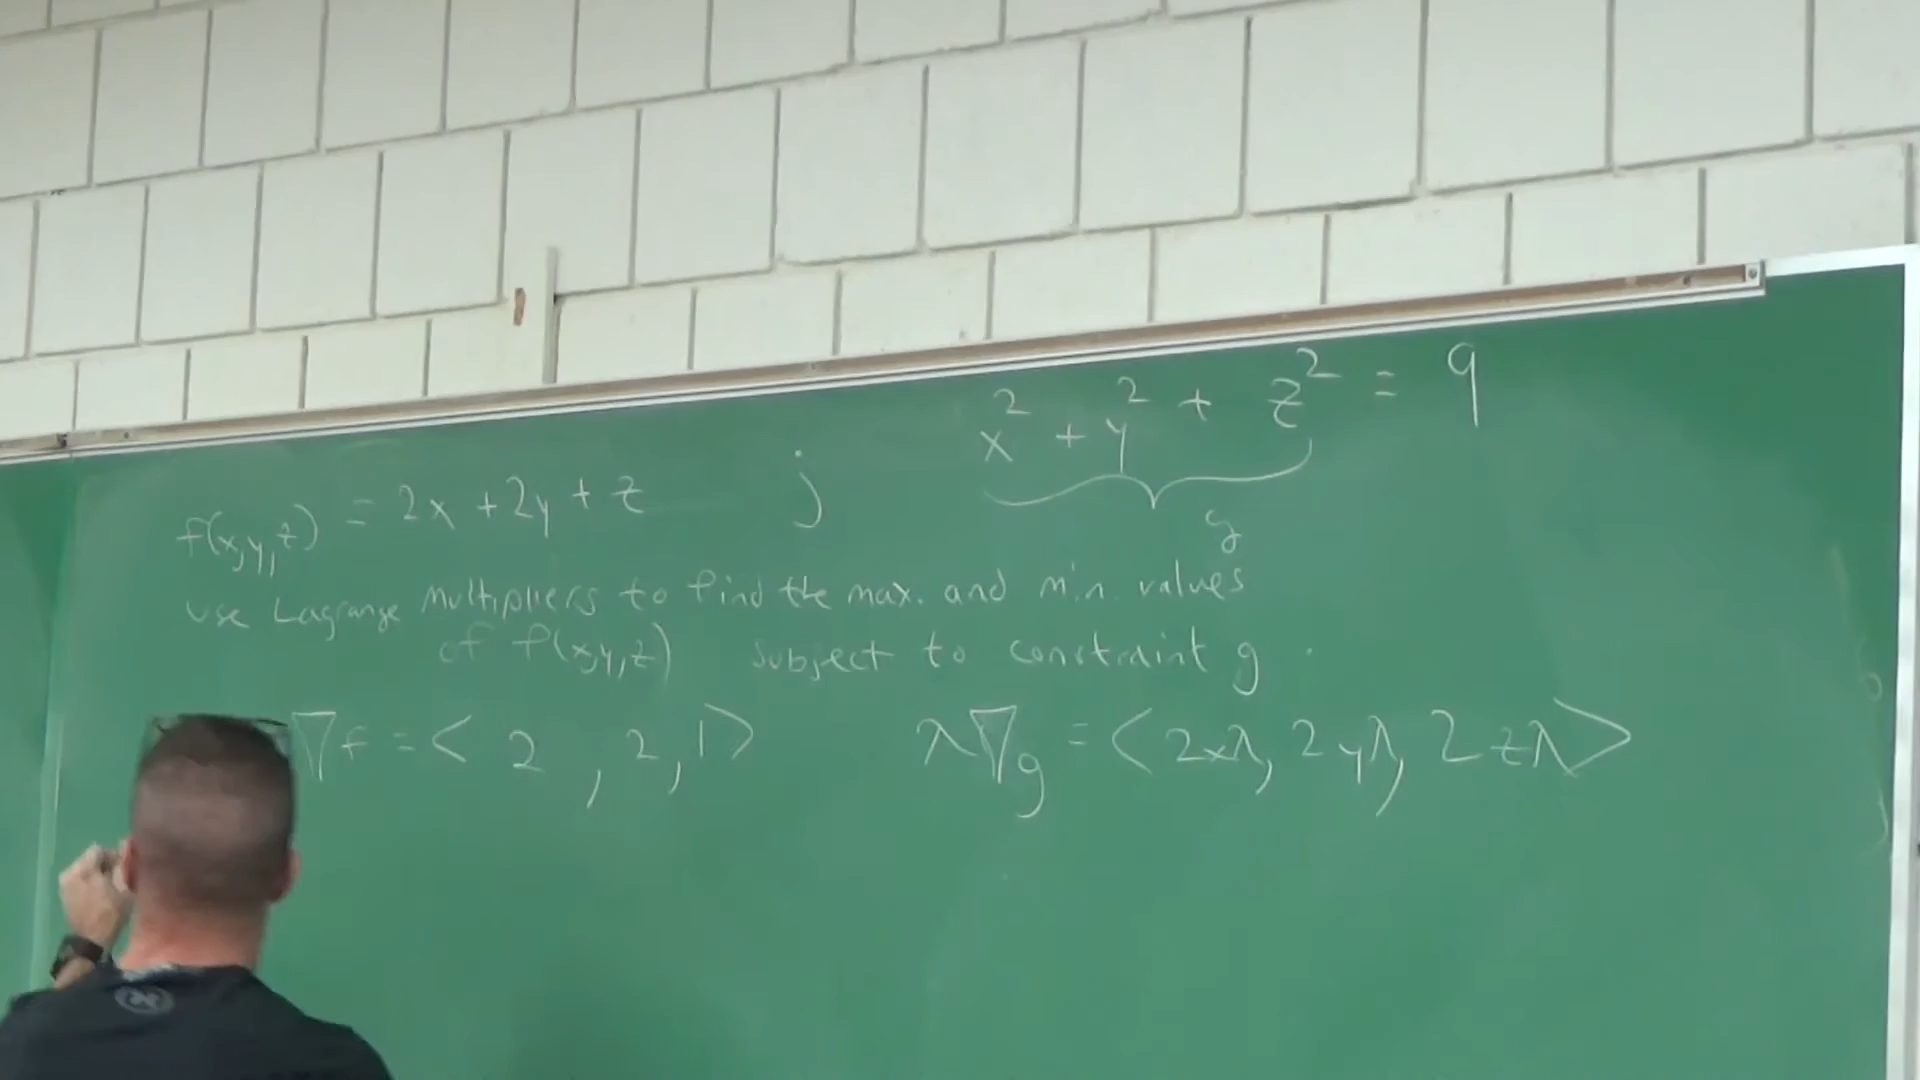 f(x,y,z) = 2x + 2y + z ; x² + y² + z² = 9
g
use Lagrange multipliers to find the max. and min. values
of f(x,y,z) subject to constraint g.
∇f = < 2, 2, 1 > λ∇g = < 2xλ, 2yλ, 2zλ >